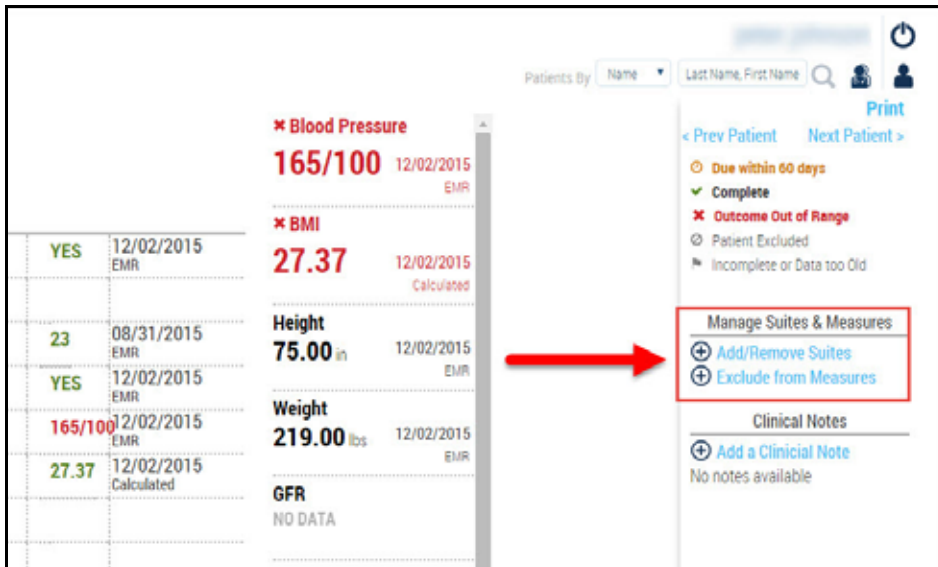 Patients By Name Last Name, First Name
Print
< Prev Patient Next Patient >
Due within 60 days
Complete
Outcome Out of Range
Patient Excluded
Incomplete or Data too Old
Manage Suites & Measures
Add/Remove Suites
Exclude from Measures
Clinical Notes
Add a Clinicial Note
No notes available
Blood Pressure
165/100 12/02/2015
EMR
BMI
27.37 12/02/2015
Calculated
Height
75.00 in 12/02/2015
EMR
Weight
219.00 lbs 12/02/2015
EMR
GFR
NO DATA
YES 12/02/2015
EMR
23 08/31/2015
EMR
YES 12/02/2015
EMR
165/100 12/02/2015
EMR
27.37 12/02/2015
Calculated